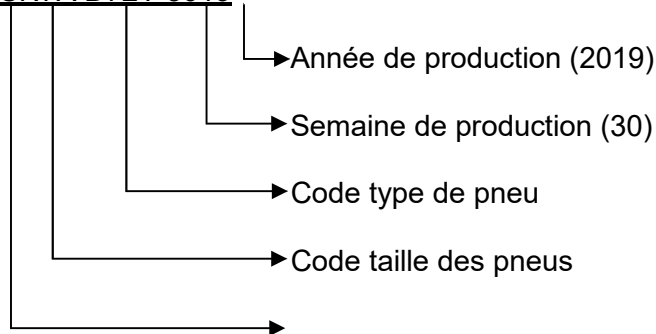 Année de production (2019)
Semaine de production (30)
Code type de pneu
Code taille des pneus